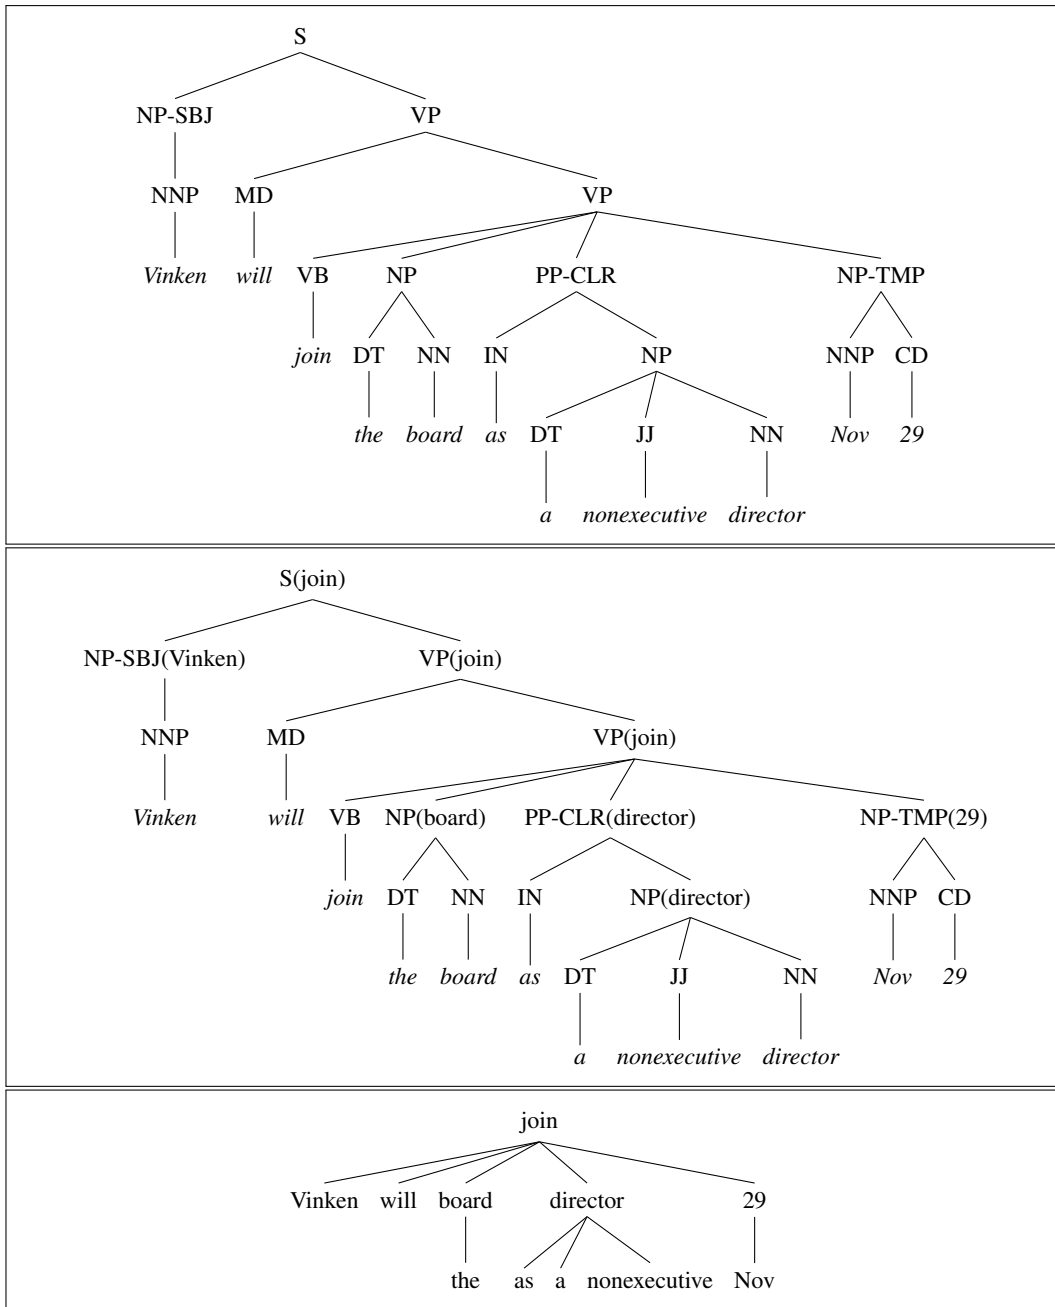 S
NP-SBJ VP
NNP MD VP
Vinken will VB NP PP-CLR NP-TMP
join DT NN IN NP NNP CD
the board as DT JJ NN Nov 29
a nonexecutive director
S(join)
NP-SBJ(Vinken) VP(join)
NNP MD VP(join)
Vinken will VB NP(board) PP-CLR(director) NP-TMP(29)
join DT NN IN NP(director) NNP CD
the board as DT JJ NN Nov 29
a nonexecutive director
join
Vinken will board director 29
the as a nonexecutive Nov